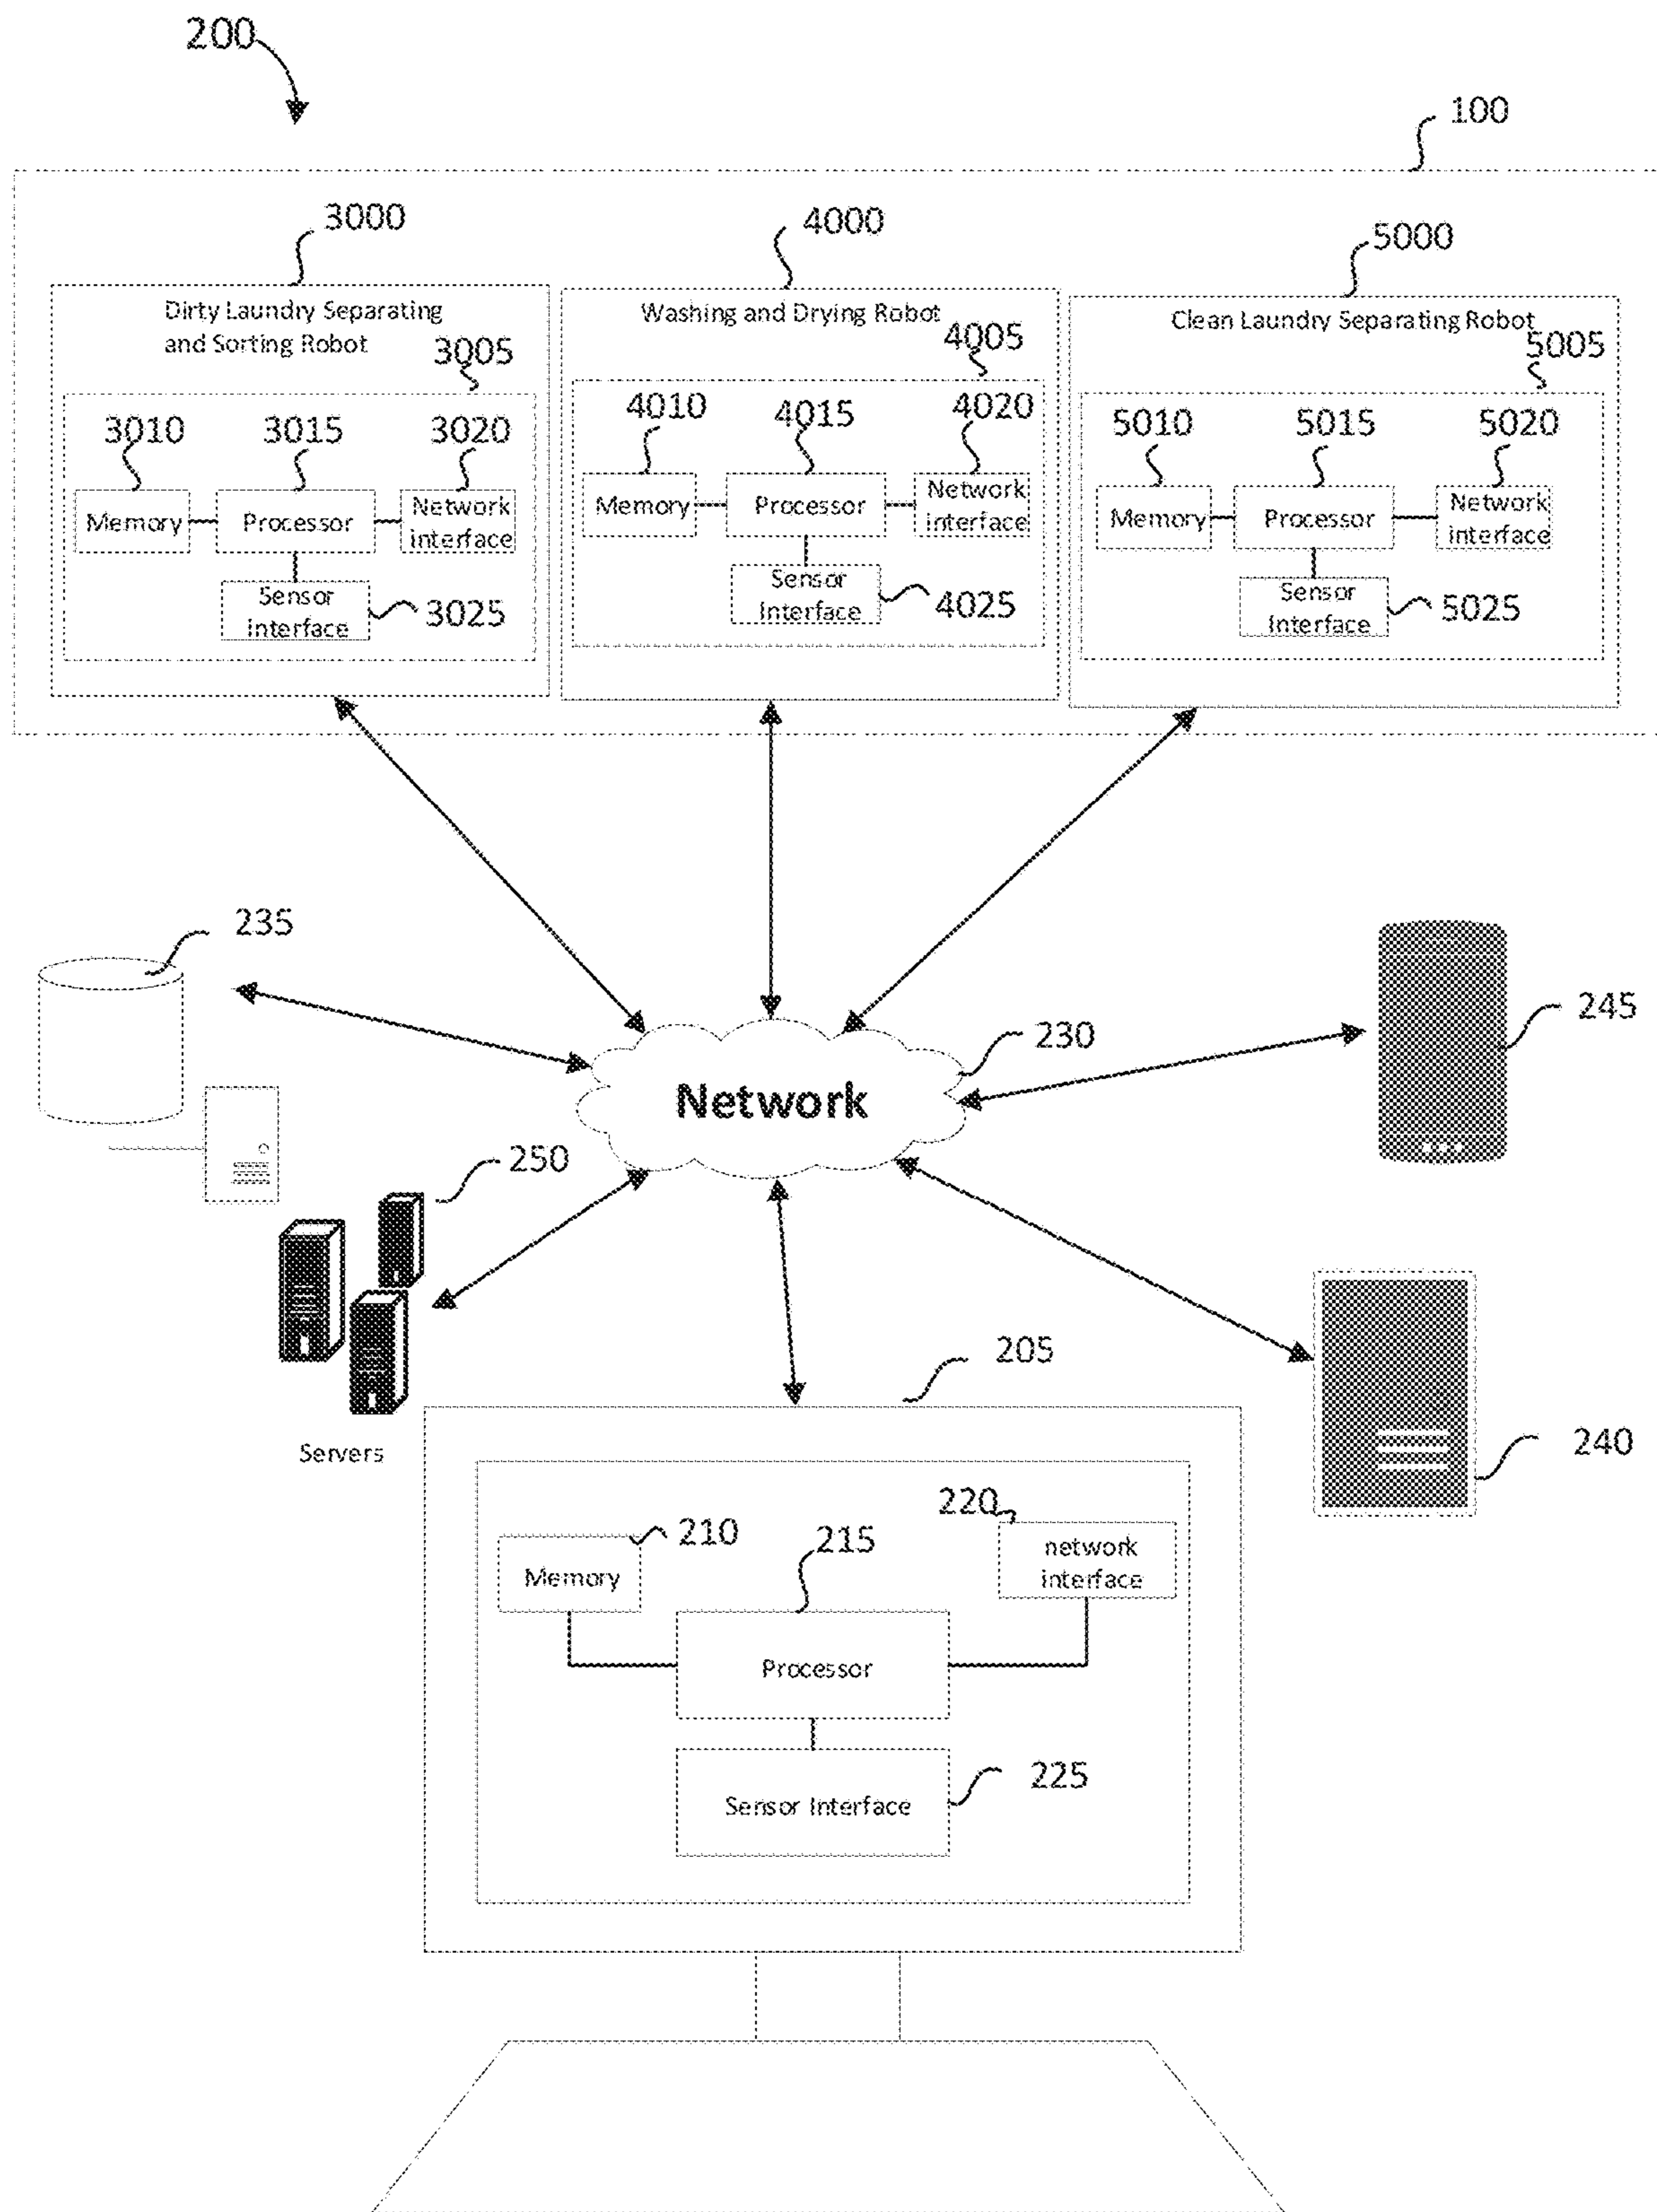 200
100
3000
4000
5000
Dirty Laundry Separating
and Sorting Robot
Washing and Drying Robot
Clean Laundry Separating Robot
3005
4005
5005
3010
3015
3020
4010
4015
4020
5010
5015
5020
Memory
Processor
Network
interface
Memory
Processor
Network
interface
Memory
Processor
Network
interface
Sensor
Interface
3025
Sensor
Interface
4025
Sensor
Interface
5025
235
245
230
Network
250
205
Servers
240
210
215
220
Memory
network
interface
Processor
225
Sensor Interface